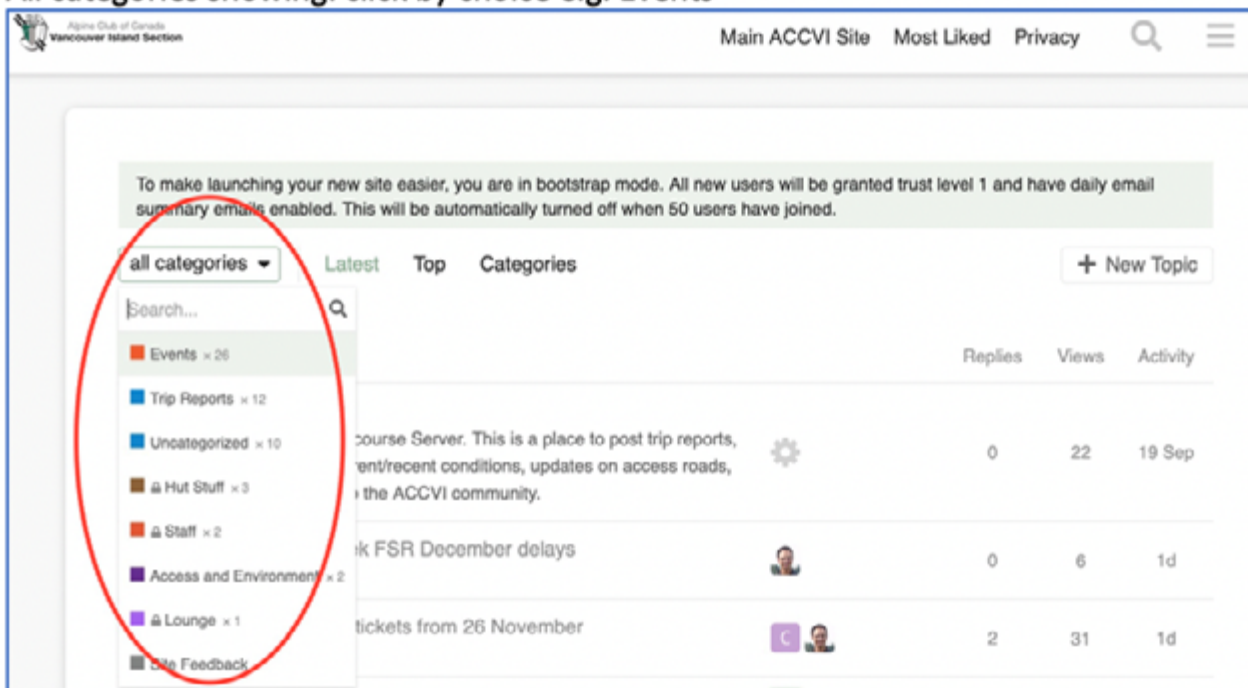 Alpine Club of Canada
Vancouver Island Section
Main ACCVI Site Most Liked Privacy
To make launching your new site easier, you are in bootstrap mode. All new users will be granted trust level 1 and have daily email
summary emails enabled. This will be automatically turned off when 50 users have joined.
all categories Latest Top Categories + New Topic
Search...
Events × 26
Replies Views Activity
Trip Reports × 12
Uncategorized × 10
course Server. This is a place to post trip reports,
rent/recent conditions, updates on access roads,
the ACCVI community.
0 22 19 Sep
Hut Stuff × 3
Staff × 2
k FSR December delays
0 6 1d
Access and Environment × 2
Lounge × 1
tickets from 26 November
C
2 31 1d
Site Feedback